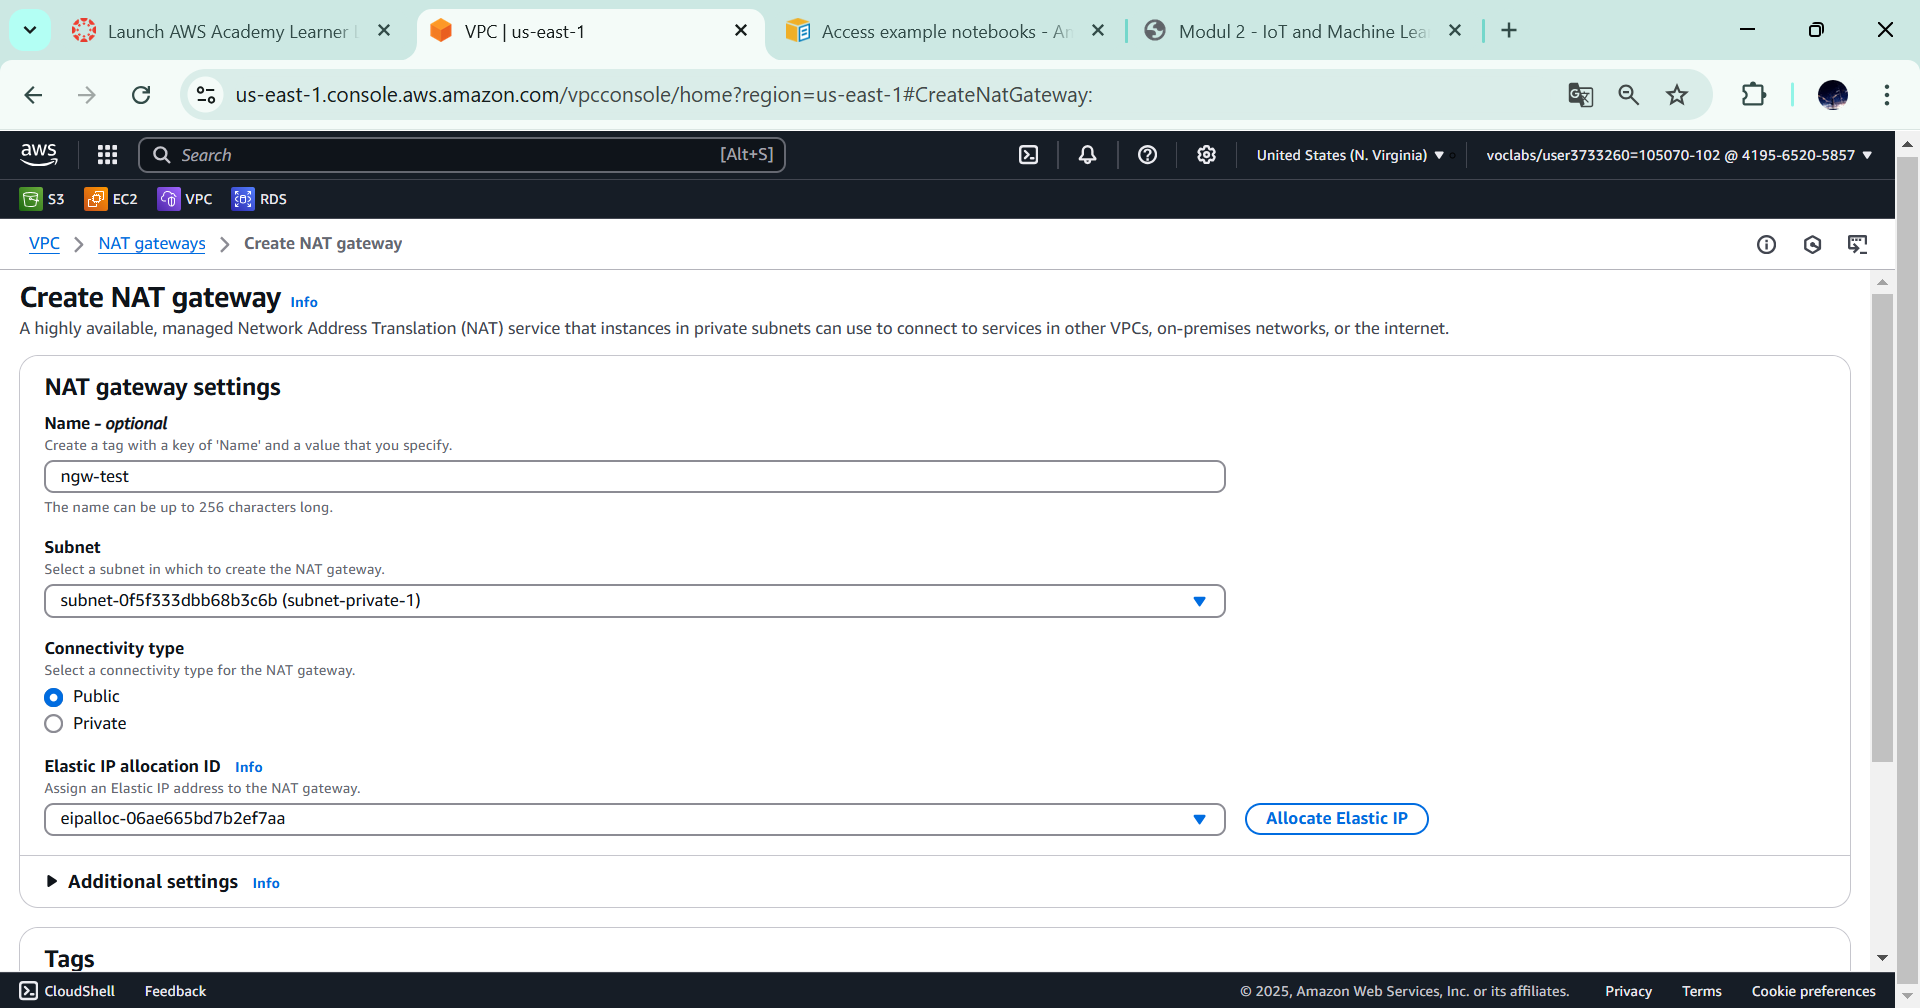 Launch AWS Academy Learner L
VPC | us-east-1
Access example notebooks - Am
Modul 2 - IoT and Machine Lear
us-east-1.console.aws.amazon.com/vpcconsole/home?region=us-east-1#CreateNatGateway:
aws
Search
[Alt+S]
United States (N. Virginia)
voclabs/user3733260=105070-102 @ 4195-6520-5857
S3
EC2
VPC
RDS
VPC
NAT gateways
Create NAT gateway
Create NAT gateway Info
A highly available, managed Network Address Translation (NAT) service that instances in private subnets can use to connect to services in other VPCs, on-premises networks, or the internet.
NAT gateway settings
Name - optional
Create a tag with a key of 'Name' and a value that you specify.
ngw-test
The name can be up to 256 characters long.
Subnet
Select a subnet in which to create the NAT gateway.
subnet-0f5f333dbb68b3c6b (subnet-private-1)
Connectivity type
Select a connectivity type for the NAT gateway.
Public
Private
Elastic IP allocation ID Info
Assign an Elastic IP address to the NAT gateway.
eipalloc-06ae665bd7b2ef7aa
Allocate Elastic IP
Additional settings Info
Tags
CloudShell
Feedback
© 2025, Amazon Web Services, Inc. or its affiliates.
Privacy
Terms
Cookie preferences